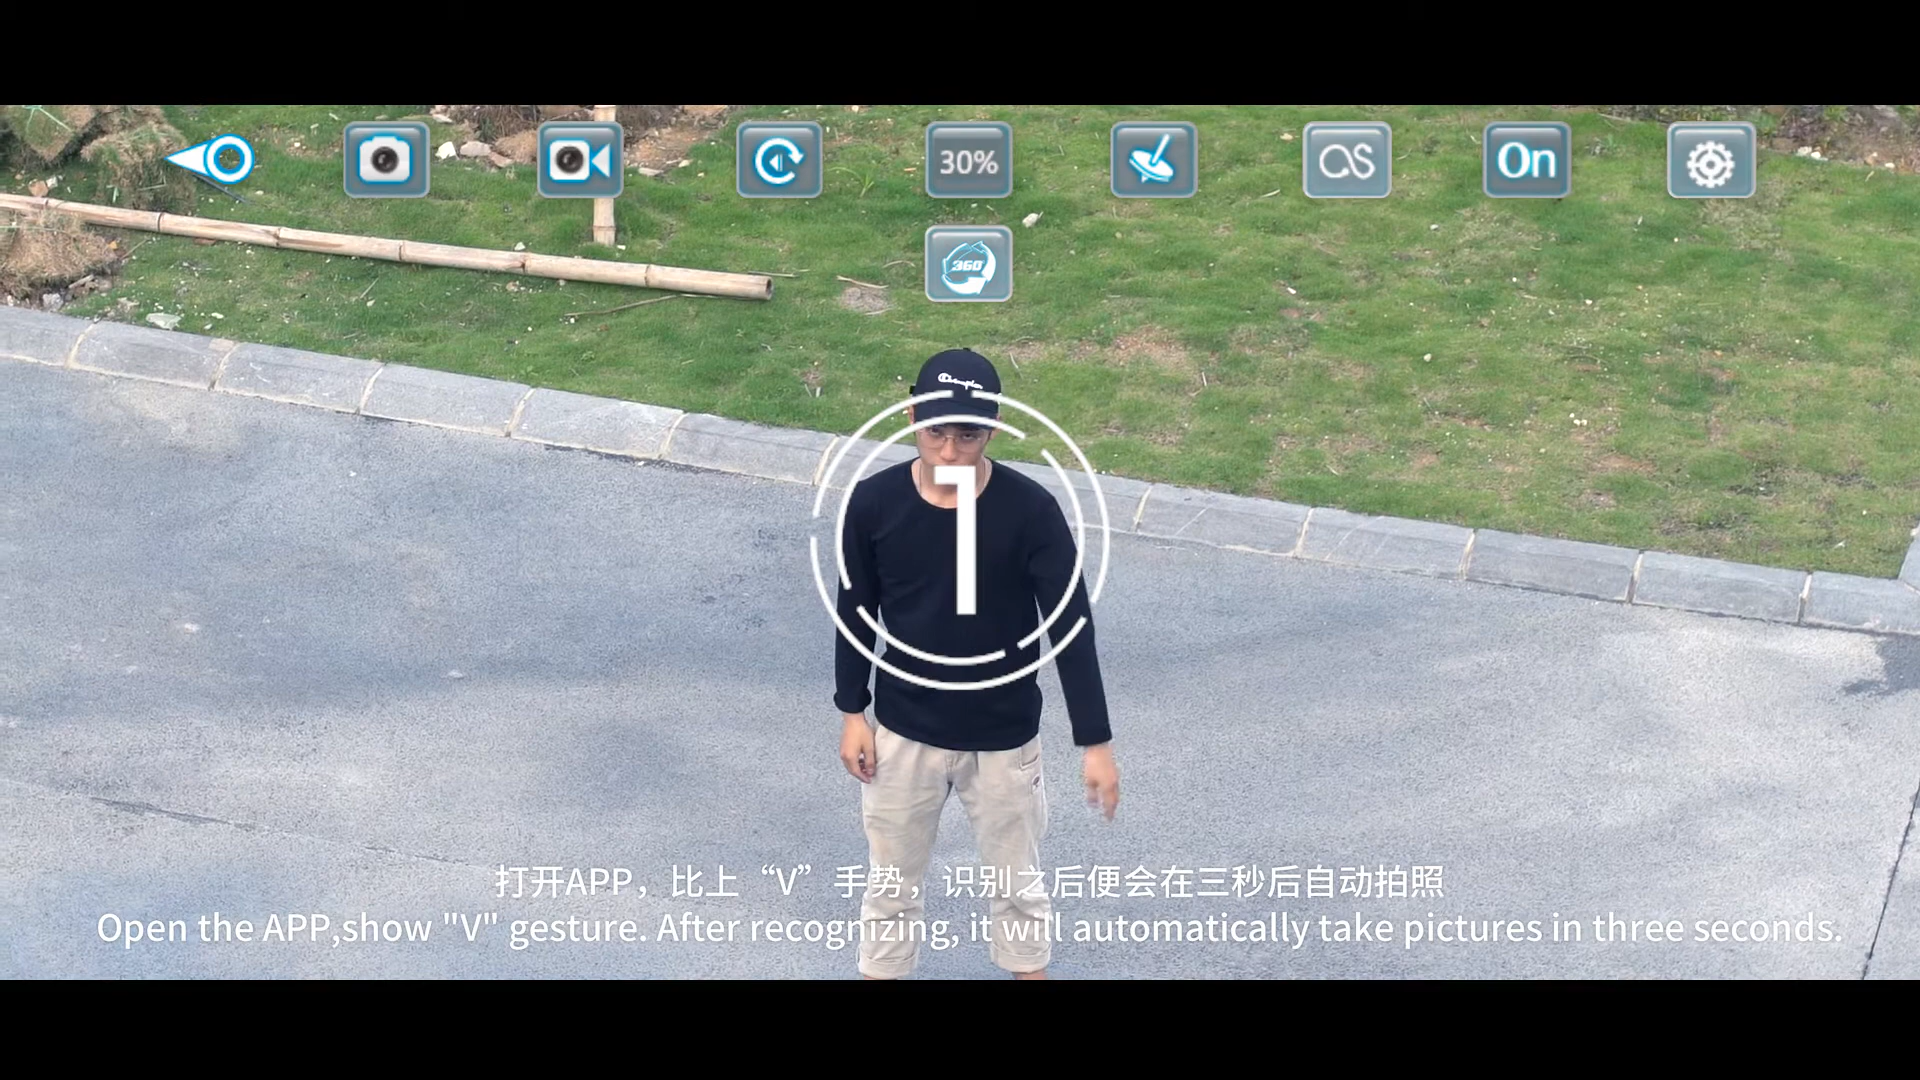 30%
On
360°
Champion
1
打开APP，比上“V”手势，识别之后便会在三秒后自动拍照
Open the APP,show "V" gesture. After recognizing, it will automatically take pictures in three seconds.